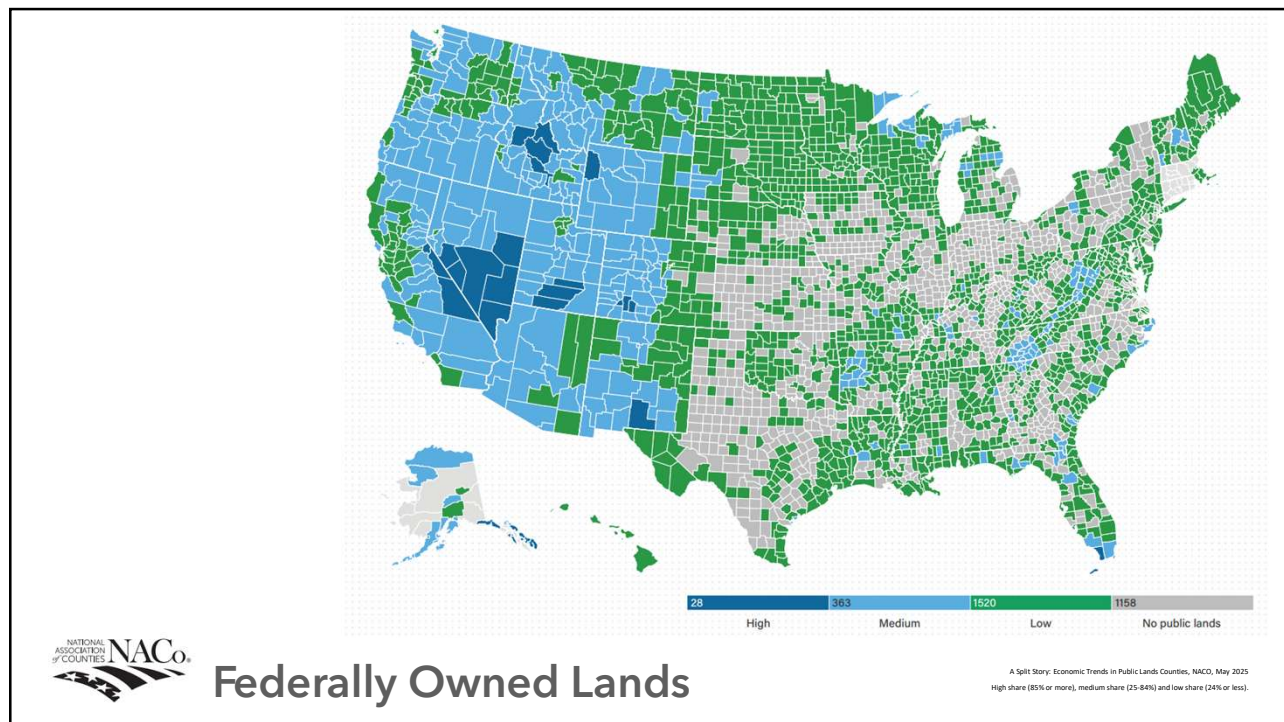 28
363
1520
1158
High
Medium
Low
No public lands
NATIONAL
ASSOCIATION
of COUNTIES
NACo®
Federally Owned Lands
A Split Story: Economic Trends in Public Lands Counties, NACO, May 2025
High share (85% or more), medium share (25-84%) and low share (24% or less).